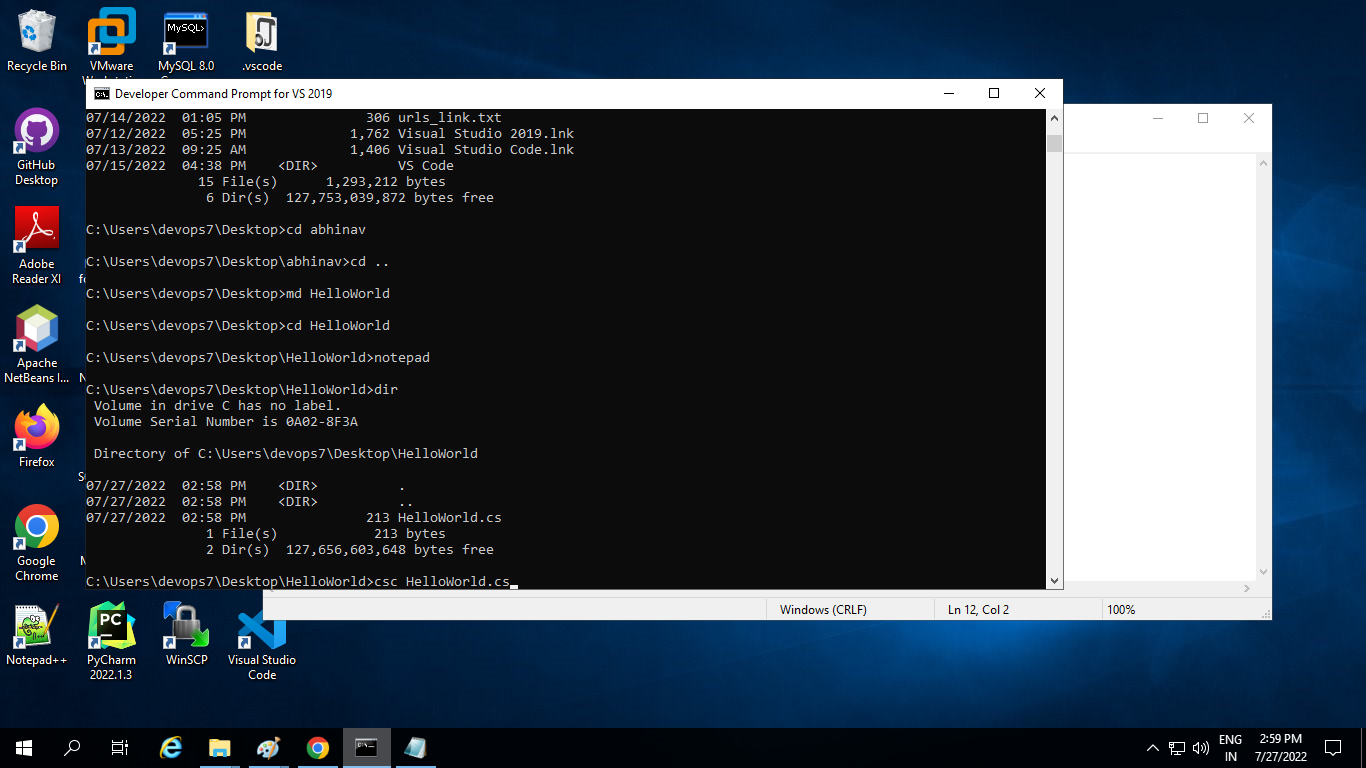 Recycle Bin
VMware
MySQL>
MySQL 8.0
.vscode
Developer Command Prompt for VS 2019
07/14/2022  01:05 PM               306 urls_link.txt
07/12/2022  05:25 PM             1,762 Visual Studio 2019.lnk
07/13/2022  09:25 AM             1,406 Visual Studio Code.lnk
07/15/2022  04:38 PM    <DIR>          VS Code
15 File(s)      1,293,212 bytes
6 Dir(s)  127,753,039,872 bytes free
C:\Users\devops7\Desktop>cd abhinav
C:\Users\devops7\Desktop\abhinav>cd ..
C:\Users\devops7\Desktop>md HelloWorld
C:\Users\devops7\Desktop>cd HelloWorld
C:\Users\devops7\Desktop\HelloWorld>notepad
C:\Users\devops7\Desktop\HelloWorld>dir
Volume in drive C has no label.
Volume Serial Number is 0A02-8F3A
Directory of C:\Users\devops7\Desktop\HelloWorld
07/27/2022  02:58 PM    <DIR>          .
07/27/2022  02:58 PM    <DIR>          ..
07/27/2022  02:58 PM               213 HelloWorld.cs
1 File(s)            213 bytes
2 Dir(s)  127,656,603,648 bytes free
C:\Users\devops7\Desktop\HelloWorld>csc HelloWorld.cs
GitHub
Desktop
Adobe
Reader XI
Apache
NetBeans I...
Firefox
Google
Chrome
Windows (CRLF)
Ln 12, Col 2
100%
Notepad++
PC
PyCharm
2022.1.3
WinSCP
Visual Studio
Code
ENG
IN
2:59 PM
7/27/2022